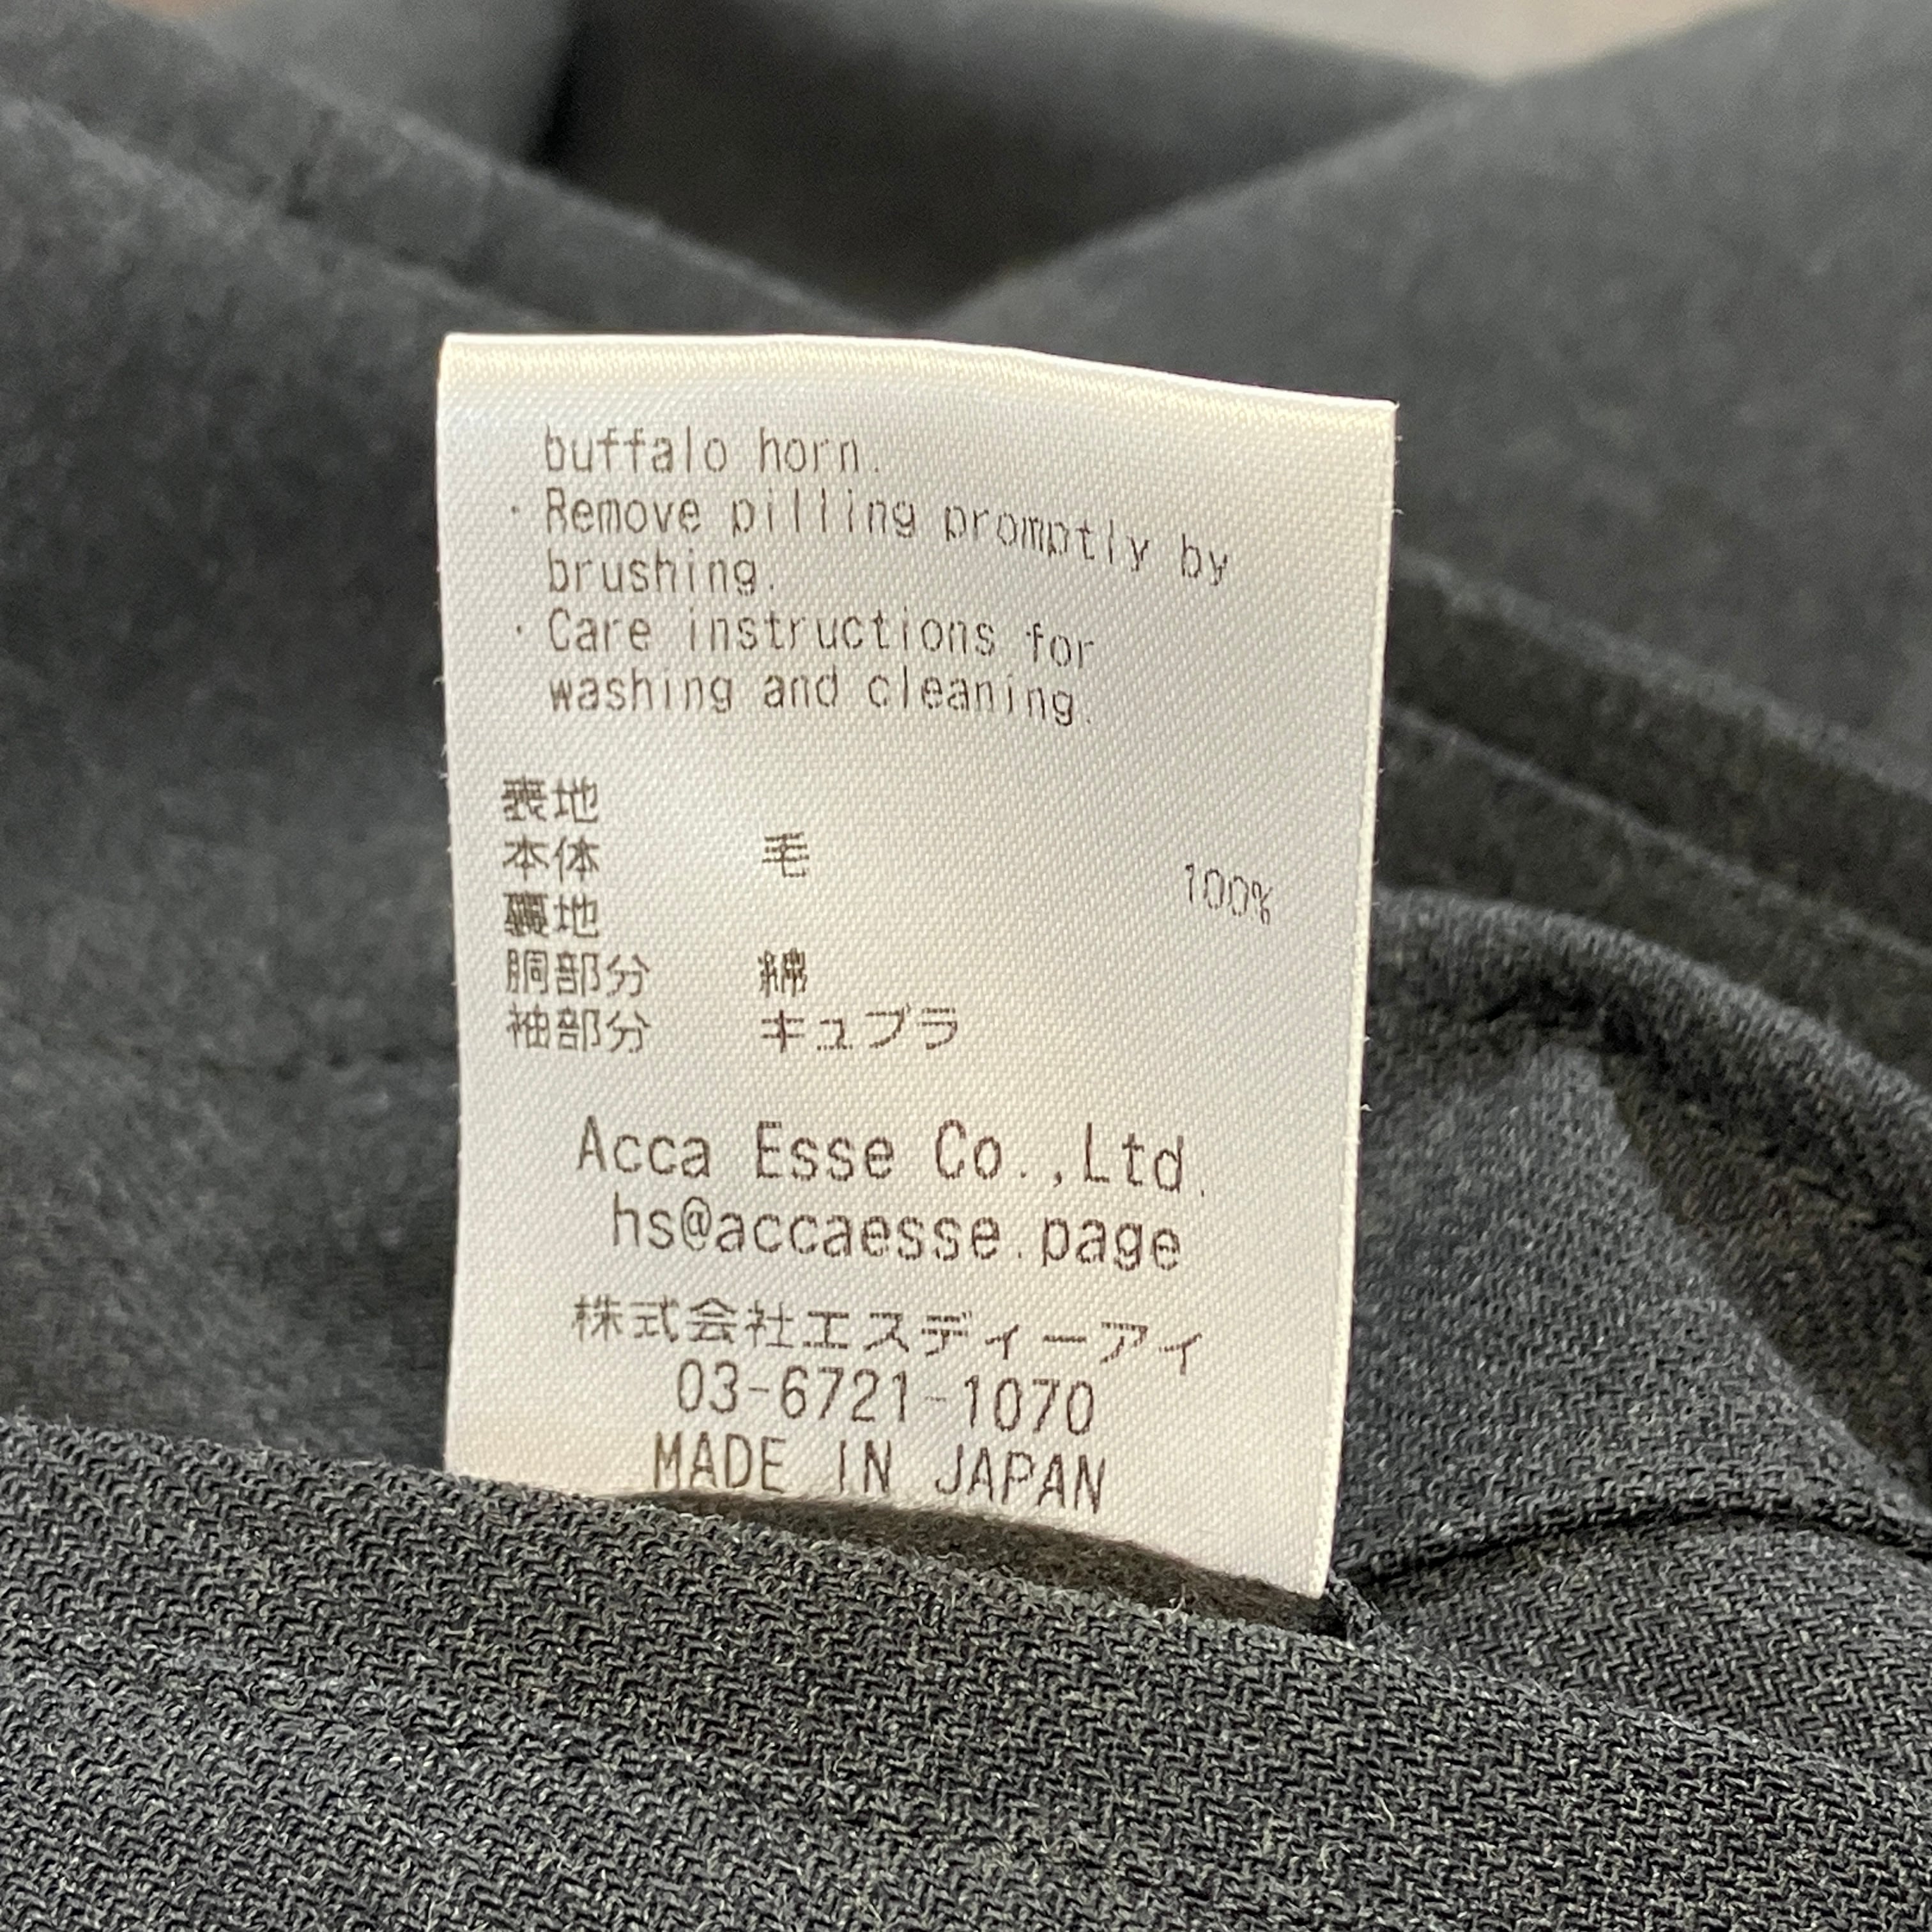 buffalo horn.
・Remove pilling promptly by
brushing.
・Care instructions for
washing and cleaning.
表地
本体 毛 100%
裏地
胴部分 綿
袖部分 キュプラ
Acca Esse Co.,Ltd.
hs@accaesse.page
株式会社エスディーアイ
03-6721-1070
MADE IN JAPAN